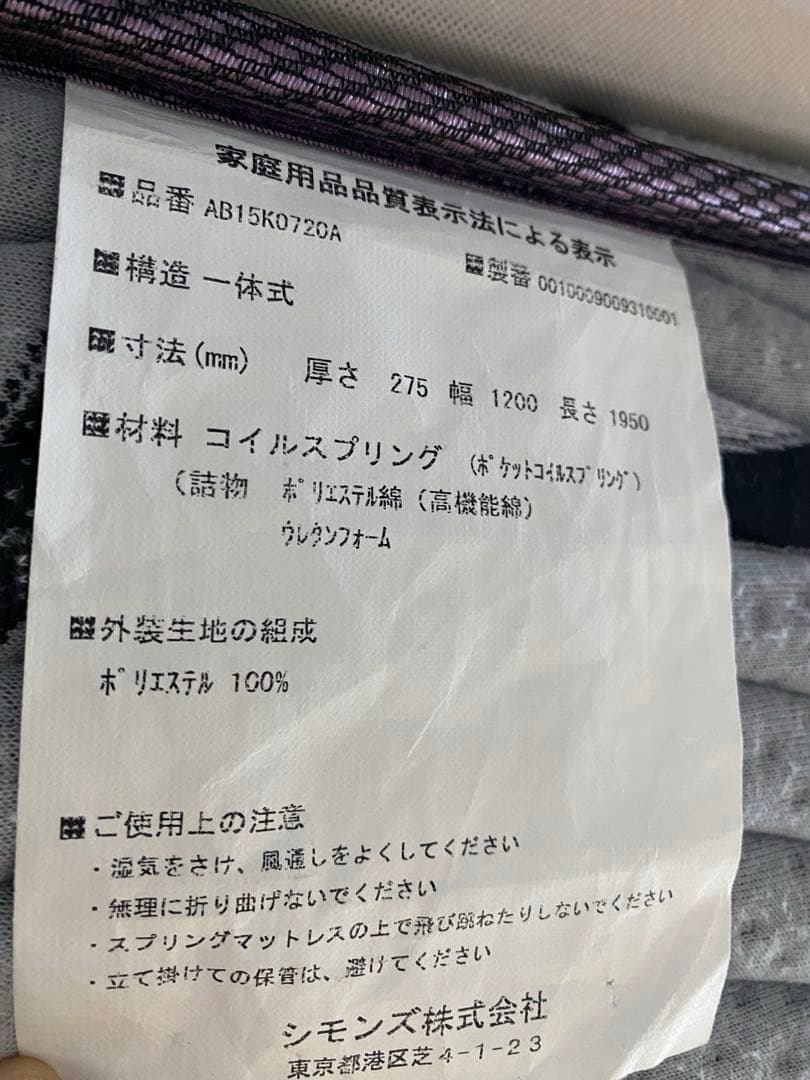 家庭用品品質表示法による表示
品番 AB15K0720A
製番 0010009009310001
構造 一体式
寸法(mm) 厚さ 275 幅 1200 長さ 1950
材料 コイルスプリング (ポケットコイルスプリング)
(詰物 ポリエステル綿 (高機能綿)
ウレタンフォーム
外装生地の組成
ポリエステル 100%
ご使用上の注意
・湿気をさけ、風通しをよくしてください
・無理に折り曲げないでください
・スプリングマットレスの上で飛び跳ねたりしないでください
・立て掛けての保管は、避けてください
シモンズ株式会社
東京都港区芝4-1-23